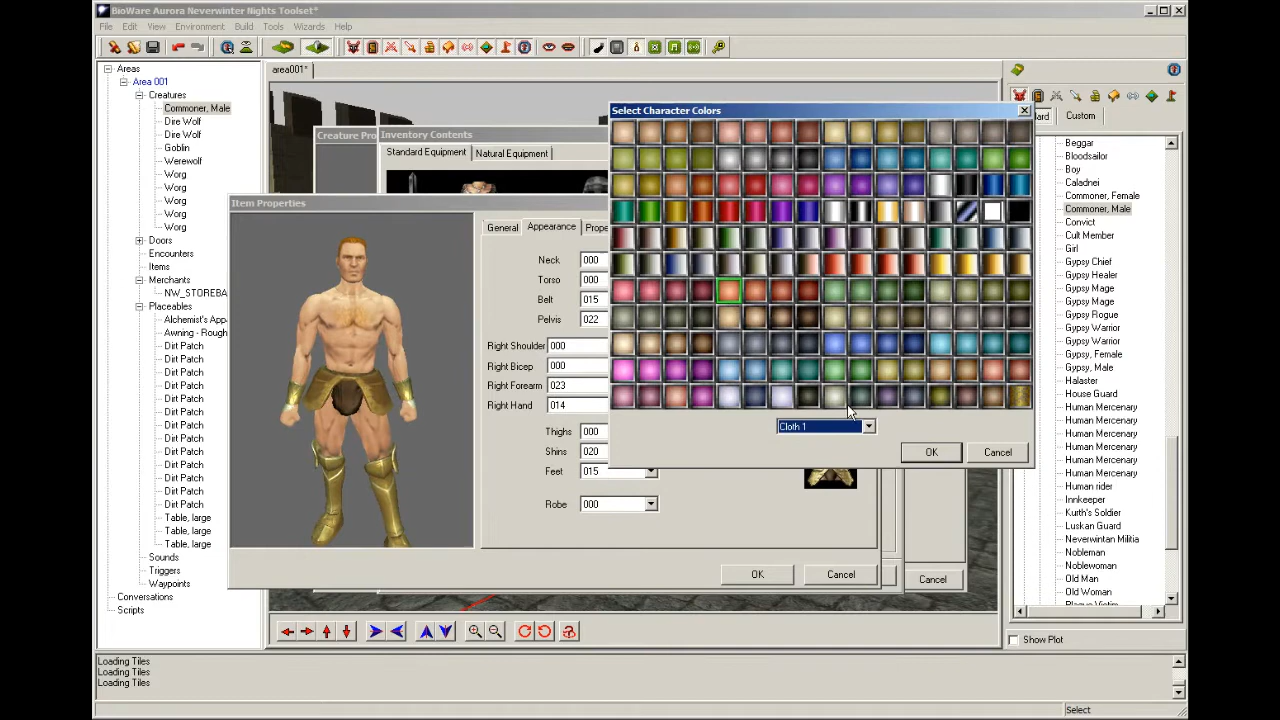 BioWare Aurora Neverwinter Nights Toolset*
File Edit View Environment Build Tools Wizards Help
Areas
Area 001
Creatures
Commoner, Male
Dire Wolf
Dire Wolf
Goblin
Werewolf
Worg
Worg
Worg
Worg
Worg
Doors
Encounters
Items
Merchants
NW_STOREBA
Placeables
Alchemist's App
Awning - Rough
Dirt Patch
Dirt Patch
Dirt Patch
Dirt Patch
Dirt Patch
Dirt Patch
Dirt Patch
Dirt Patch
Dirt Patch
Dirt Patch
Dirt Patch
Dirt Patch
Dirt Patch
Table, large
Table, large
Table, large
Sounds
Triggers
Waypoints
Conversations
Scripts
area001*
Creature Pro
Inventory Contents
Standard Equipment Natural Equipment
Item Properties
General Appearance Prope
Neck 000
Torso 000
Belt 015
Pelvis 022
Right Shoulder 000
Right Bicep 000
Right Forearm 023
Right Hand 014
Thighs 000
Shins 020
Feet 015
Robe 000
OK Cancel
Cancel
Select Character Colors
Cloth 1
OK Cancel
ard Custom
Beggar
Bloodsailor
Boy
Caladnei
Commoner, Female
Commoner, Male
Convict
Cult Member
Girl
Gypsy Chief
Gypsy Healer
Gypsy Mage
Gypsy Mage
Gypsy Rogue
Gypsy Warrior
Gypsy Warrior
Gypsy, Female
Gypsy, Male
Halaster
Human Mercenary
Human Mercenary
Human Mercenary
Human Mercenary
Human Mercenary
Human Mercenary
Human rider
Innkeeper
Kurth's Soldier
Luskan Guard
Neverwintan Militia
Nobleman
Noblewoman
Old Man
Old Woman
Plague Victim
Show Plot
Loading Tiles
Loading Tiles
Loading Tiles
Select